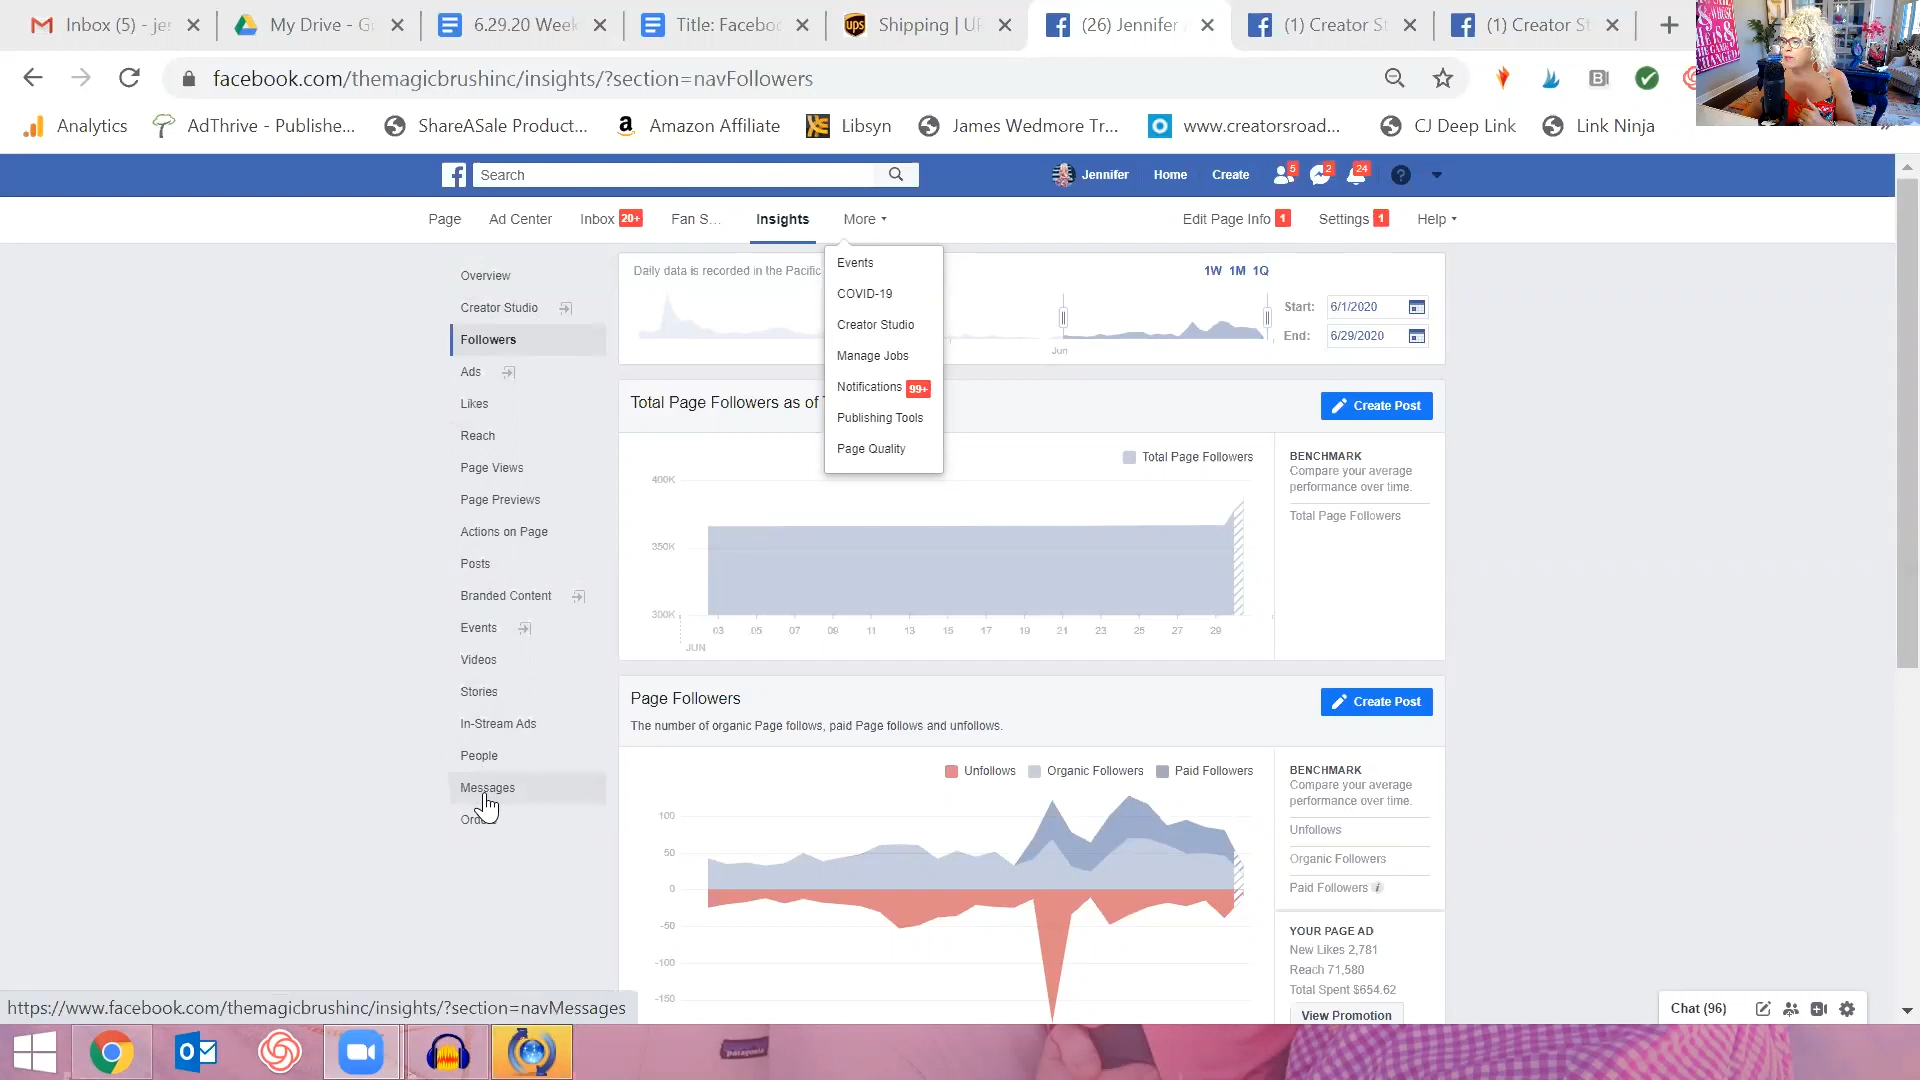 Inbox (5) - je
My Drive - G
6.29.20 Week
Title: Facebo
Shipping | U
(26) Jennifer
(1) Creator S
(1) Creator S
facebook.com/themagicbrushinc/insights/?section=navFollowers
Analytics
AdThrive - Publishe...
ShareASale Product...
Amazon Affiliate
Libsyn
James Wedmore Tr...
www.creatorsroad...
CJ Deep Link
Link Ninja
Search
Jennifer
Home
Create
5
2
24
Page
Ad Center
Inbox 20+
Fan S...
Insights
More
Edit Page Info 1
Settings 1
Help
Events
COVID-19
Creator Studio
Manage Jobs
Notifications 99+
Publishing Tools
Page Quality
Overview
Creator Studio
Followers
Ads
Likes
Reach
Page Views
Page Previews
Actions on Page
Posts
Branded Content
Events
Videos
Stories
In-Stream Ads
People
Messages
Daily data is recorded in the Pacific
1W 1M 1Q
Start: 6/1/2020
End: 6/29/2020
Jun
Total Page Followers as of
Create Post
Total Page Followers
400K
350K
300K
03 05 07 09 11 13 15 17 19 21 23 25 27 29
JUN
BENCHMARK
Compare your average
performance over time.
Total Page Followers
Page Followers
The number of organic Page follows, paid Page follows and unfollows.
Create Post
Unfollows
Organic Followers
Paid Followers
100
50
0
-50
-100
-150
BENCHMARK
Compare your average
performance over time.
Unfollows
Organic Followers
Paid Followers
YOUR PAGE AD
New Likes 2,781
Reach 71,580
Total Spent $654.62
View Promotion
Chat (96)
https://www.facebook.com/themagicbrushinc/insights/?section=navMessages
patagonia